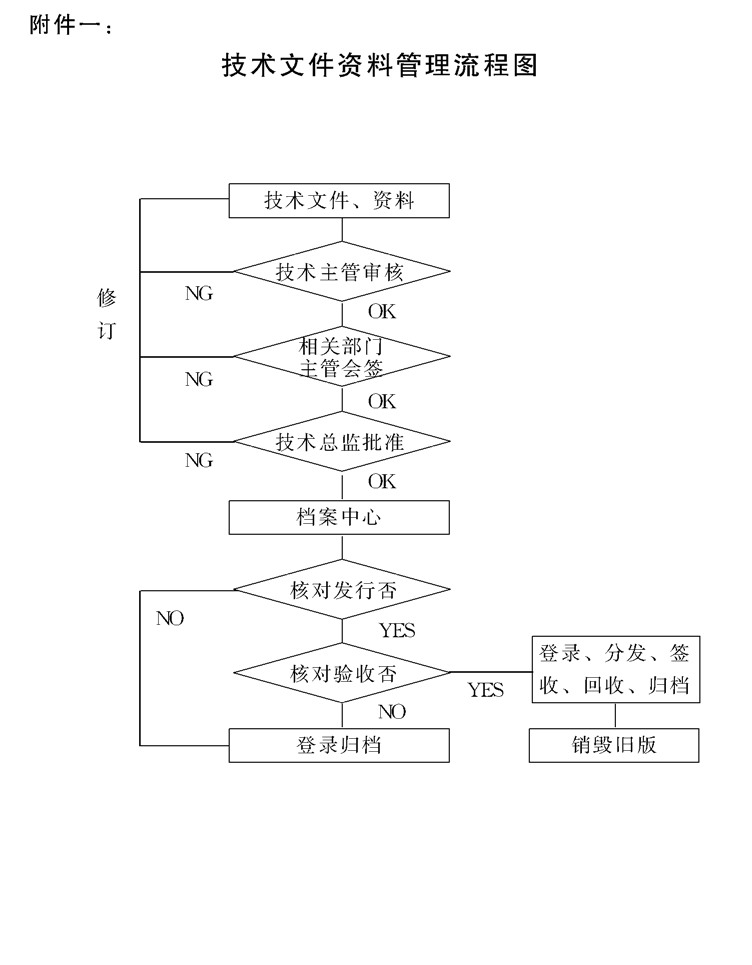 附件一：
技术文件资料管理流程图
技术文件、资料
技术主管审核
NG
修
订
OK
相关部门
主管会签
NG
OK
技术总监批准
NG
OK
档案中心
核对发行否
NO
YES
登录、分发、签
收、回收、归档
核对验收否
YES
NO
登录归档
销毁旧版